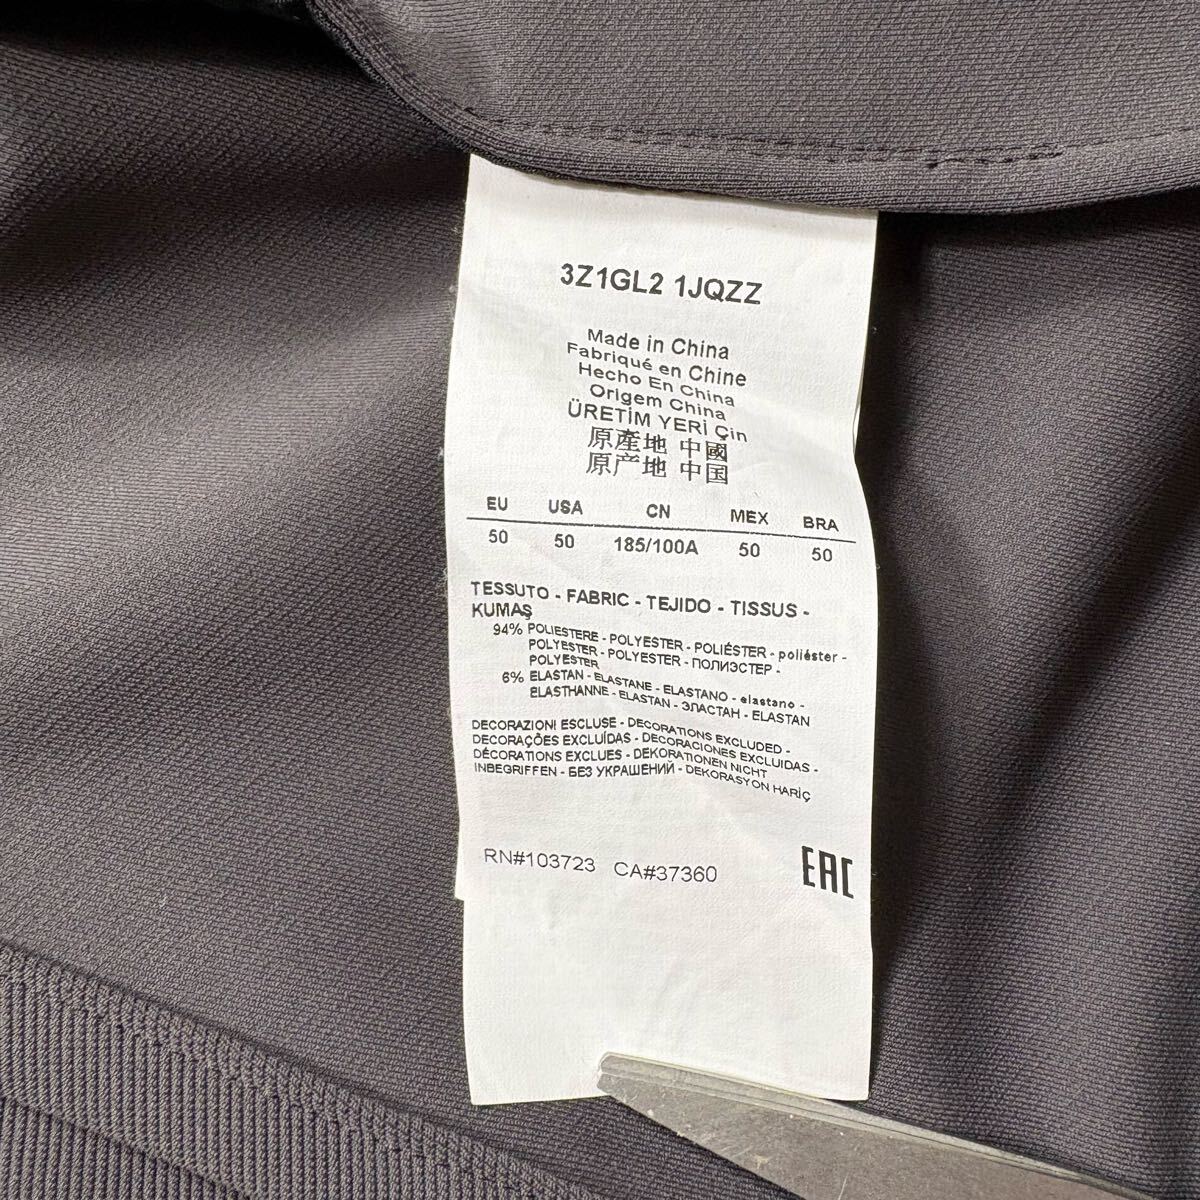 3Z1GL2 1JQZZ
Made in China
Fabriqué en Chine
Hecho En China
Origem China
ÜRETİM YERİ Çin
原產地 中國
原产地 中国
EU USA CN MEX BRA
50 50 185/100A 50 50
TESSUTO - FABRIC - TEJIDO - TISSUS -
KUMAŞ
94% POLIESTERE - POLYESTER - POLIÉSTER - poliéster -
POLYESTER - POLYESTER - ПОЛИЭСТЕР -
POLYESTER
6% ELASTAN - ELASTANE - ELASTANO - elastano -
ELASTHANNE - ELASTAN - ЭЛАСТАН - ELASTAN
DECORAZIONI ESCLUSE - DECORATIONS EXCLUDED -
DECORAÇÕES EXCLUÍDAS - DECORACIONES EXCLUIDAS -
DÉCORATIONS EXCLUES - DEKORATIONEN NICHT
INBEGRIFFEN - БЕЗ УКРАШЕНИЙ - DEKORASYON HARİÇ
RN#103723 CA#37360
EAC